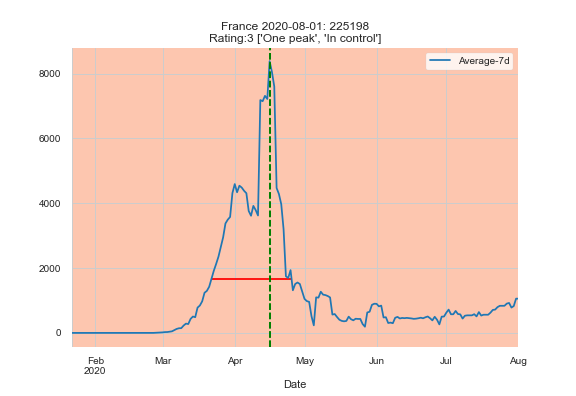 France 2020-08-01: 225198
Rating:3 ['One peak', 'In control']
Average-7d
8000
6000
4000
2000
0
Feb
2020
Mar
Apr
May
Jun
Jul
Aug
Date